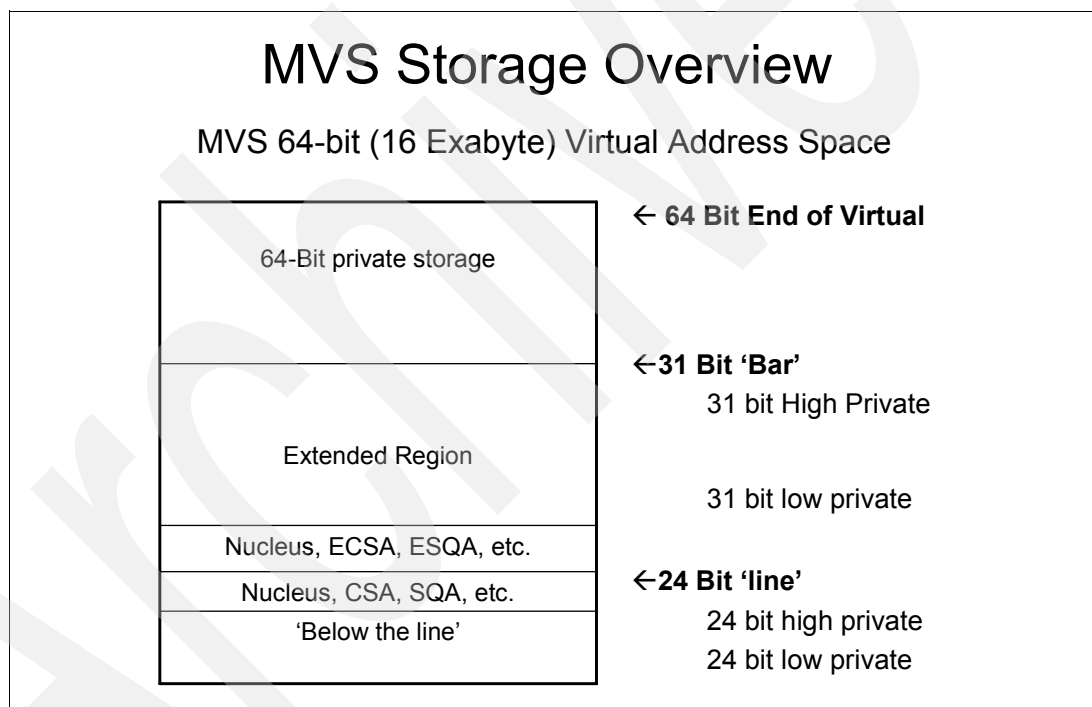 MVS Storage Overview
MVS 64-bit (16 Exabyte) Virtual Address Space
← 64 Bit End of Virtual
64-Bit private storage
←31 Bit ‘Bar’
31 bit High Private
Extended Region
31 bit low private
Nucleus, ECSA, ESQA, etc.
←24 Bit ‘line’
Nucleus, CSA, SQA, etc.
24 bit high private
‘Below the line’
24 bit low private